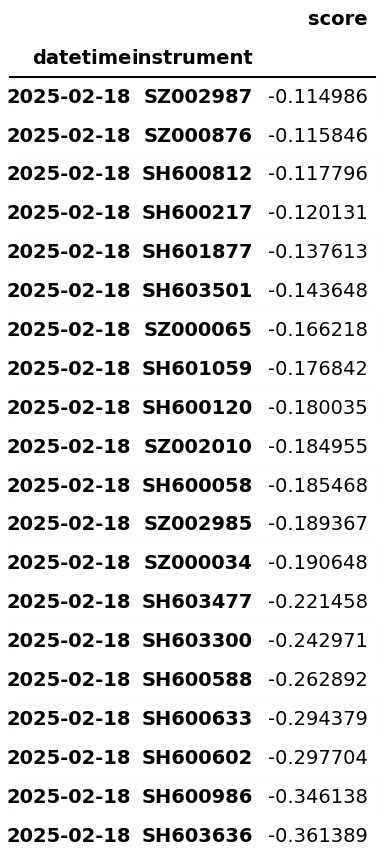 score
datetime instrument
2025-02-18 SZ002987 -0.114986
2025-02-18 SZ000876 -0.115846
2025-02-18 SH600812 -0.117796
2025-02-18 SH600217 -0.120131
2025-02-18 SH601877 -0.137613
2025-02-18 SH603501 -0.143648
2025-02-18 SZ000065 -0.166218
2025-02-18 SH601059 -0.176842
2025-02-18 SH600120 -0.180035
2025-02-18 SZ002010 -0.184955
2025-02-18 SH600058 -0.185468
2025-02-18 SZ002985 -0.189367
2025-02-18 SZ000034 -0.190648
2025-02-18 SH603477 -0.221458
2025-02-18 SH603300 -0.242971
2025-02-18 SH600588 -0.262892
2025-02-18 SH600633 -0.294379
2025-02-18 SH600602 -0.297704
2025-02-18 SH600986 -0.346138
2025-02-18 SH603636 -0.361389